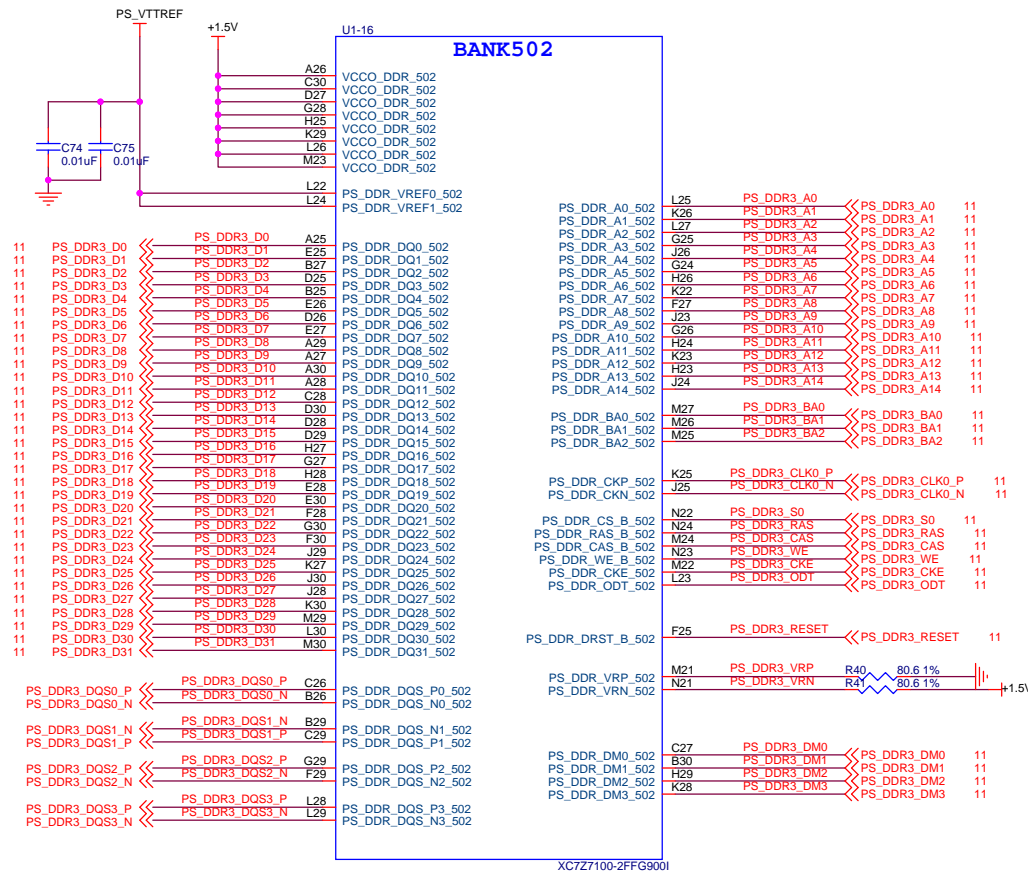 PS_VTTREF
+1.5V
U1-16
BANK502
A26 VCCO_DDR_502
C30 VCCO_DDR_502
D27 VCCO_DDR_502
G28 VCCO_DDR_502
H25 VCCO_DDR_502
K29 VCCO_DDR_502
L26 VCCO_DDR_502
M23 VCCO_DDR_502
C74 0.01uF
C75 0.01uF
L22 PS_DDR_VREF0_502
L24 PS_DDR_VREF1_502
11 PS_DDR3_D0 PS_DDR3_D0 A25 PS_DDR_DQ0_502
11 PS_DDR3_D1 PS_DDR3_D1 E25 PS_DDR_DQ1_502
11 PS_DDR3_D2 PS_DDR3_D2 B27 PS_DDR_DQ2_502
11 PS_DDR3_D3 PS_DDR3_D3 D25 PS_DDR_DQ3_502
11 PS_DDR3_D4 PS_DDR3_D4 B25 PS_DDR_DQ4_502
11 PS_DDR3_D5 PS_DDR3_D5 E26 PS_DDR_DQ5_502
11 PS_DDR3_D6 PS_DDR3_D6 D26 PS_DDR_DQ6_502
11 PS_DDR3_D7 PS_DDR3_D7 E27 PS_DDR_DQ7_502
11 PS_DDR3_D8 PS_DDR3_D8 A29 PS_DDR_DQ8_502
11 PS_DDR3_D9 PS_DDR3_D9 A27 PS_DDR_DQ9_502
11 PS_DDR3_D10 PS_DDR3_D10 A30 PS_DDR_DQ10_502
11 PS_DDR3_D11 PS_DDR3_D11 A28 PS_DDR_DQ11_502
11 PS_DDR3_D12 PS_DDR3_D12 C28 PS_DDR_DQ12_502
11 PS_DDR3_D13 PS_DDR3_D13 D30 PS_DDR_DQ13_502
11 PS_DDR3_D14 PS_DDR3_D14 D28 PS_DDR_DQ14_502
11 PS_DDR3_D15 PS_DDR3_D15 D29 PS_DDR_DQ15_502
11 PS_DDR3_D16 PS_DDR3_D16 H27 PS_DDR_DQ16_502
11 PS_DDR3_D17 PS_DDR3_D17 G27 PS_DDR_DQ17_502
11 PS_DDR3_D18 PS_DDR3_D18 H28 PS_DDR_DQ18_502
11 PS_DDR3_D19 PS_DDR3_D19 E28 PS_DDR_DQ19_502
11 PS_DDR3_D20 PS_DDR3_D20 E30 PS_DDR_DQ20_502
11 PS_DDR3_D21 PS_DDR3_D21 F28 PS_DDR_DQ21_502
11 PS_DDR3_D22 PS_DDR3_D22 G30 PS_DDR_DQ22_502
11 PS_DDR3_D23 PS_DDR3_D23 F30 PS_DDR_DQ23_502
11 PS_DDR3_D24 PS_DDR3_D24 J29 PS_DDR_DQ24_502
11 PS_DDR3_D25 PS_DDR3_D25 K27 PS_DDR_DQ25_502
11 PS_DDR3_D26 PS_DDR3_D26 J30 PS_DDR_DQ26_502
11 PS_DDR3_D27 PS_DDR3_D27 J28 PS_DDR_DQ27_502
11 PS_DDR3_D28 PS_DDR3_D28 K30 PS_DDR_DQ28_502
11 PS_DDR3_D29 PS_DDR3_D29 M29 PS_DDR_DQ29_502
11 PS_DDR3_D30 PS_DDR3_D30 L30 PS_DDR_DQ30_502
11 PS_DDR3_D31 PS_DDR3_D31 M30 PS_DDR_DQ31_502
PS_DDR3_DQS0_P PS_DDR3_DQS0_P C26 PS_DDR_DQS_P0_502
PS_DDR3_DQS0_N PS_DDR3_DQS0_N B26 PS_DDR_DQS_N0_502
PS_DDR3_DQS1_N PS_DDR3_DQS1_N B29 PS_DDR_DQS_N1_502
PS_DDR3_DQS1_P PS_DDR3_DQS1_P C29 PS_DDR_DQS_P1_502
PS_DDR3_DQS2_P PS_DDR3_DQS2_P G29 PS_DDR_DQS_P2_502
PS_DDR3_DQS2_N PS_DDR3_DQS2_N F29 PS_DDR_DQS_N2_502
PS_DDR3_DQS3_P PS_DDR3_DQS3_P L28 PS_DDR_DQS_P3_502
PS_DDR3_DQS3_N PS_DDR3_DQS3_N L29 PS_DDR_DQS_N3_502
PS_DDR_A0_502 L25 PS_DDR3_A0 PS_DDR3_A0 11
PS_DDR_A1_502 K26 PS_DDR3_A1 PS_DDR3_A1 11
PS_DDR_A2_502 L27 PS_DDR3_A2 PS_DDR3_A2 11
PS_DDR_A3_502 G25 PS_DDR3_A3 PS_DDR3_A3 11
PS_DDR_A4_502 J26 PS_DDR3_A4 PS_DDR3_A4 11
PS_DDR_A5_502 G24 PS_DDR3_A5 PS_DDR3_A5 11
PS_DDR_A6_502 H26 PS_DDR3_A6 PS_DDR3_A6 11
PS_DDR_A7_502 K22 PS_DDR3_A7 PS_DDR3_A7 11
PS_DDR_A8_502 F27 PS_DDR3_A8 PS_DDR3_A8 11
PS_DDR_A9_502 J23 PS_DDR3_A9 PS_DDR3_A9 11
PS_DDR_A10_502 G26 PS_DDR3_A10 PS_DDR3_A10 11
PS_DDR_A11_502 H24 PS_DDR3_A11 PS_DDR3_A11 11
PS_DDR_A12_502 K23 PS_DDR3_A12 PS_DDR3_A12 11
PS_DDR_A13_502 H23 PS_DDR3_A13 PS_DDR3_A13 11
PS_DDR_A14_502 J24 PS_DDR3_A14 PS_DDR3_A14 11
PS_DDR_BA0_502 M27 PS_DDR3_BA0 PS_DDR3_BA0 11
PS_DDR_BA1_502 M26 PS_DDR3_BA1 PS_DDR3_BA1 11
PS_DDR_BA2_502 M25 PS_DDR3_BA2 PS_DDR3_BA2 11
PS_DDR_CKP_502 K25 PS_DDR3_CLK0_P PS_DDR3_CLK0_P 11
PS_DDR_CKN_502 J25 PS_DDR3_CLK0_N PS_DDR3_CLK0_N 11
PS_DDR_CS_B_502 N22 PS_DDR3_S0 PS_DDR3_S0 11
PS_DDR_RAS_B_502 N24 PS_DDR3_RAS PS_DDR3_RAS 11
PS_DDR_CAS_B_502 M24 PS_DDR3_CAS PS_DDR3_CAS 11
PS_DDR_WE_B_502 N23 PS_DDR3_WE PS_DDR3_WE 11
PS_DDR_CKE_502 M22 PS_DDR3_CKE PS_DDR3_CKE 11
PS_DDR_ODT_502 L23 PS_DDR3_ODT PS_DDR3_ODT 11
PS_DDR_DRST_B_502 F25 PS_DDR3_RESET PS_DDR3_RESET 11
PS_DDR_VRP_502 M21 PS_DDR3_VRP R40 80.6 1%
PS_DDR_VRN_502 N21 PS_DDR3_VRN R41 80.6 1% +1.5V
PS_DDR_DM0_502 C27 PS_DDR3_DM0 PS_DDR3_DM0 11
PS_DDR_DM1_502 B30 PS_DDR3_DM1 PS_DDR3_DM1 11
PS_DDR_DM2_502 H29 PS_DDR3_DM2 PS_DDR3_DM2 11
PS_DDR_DM3_502 K28 PS_DDR3_DM3 PS_DDR3_DM3 11
XC7Z7100-2FFG900I